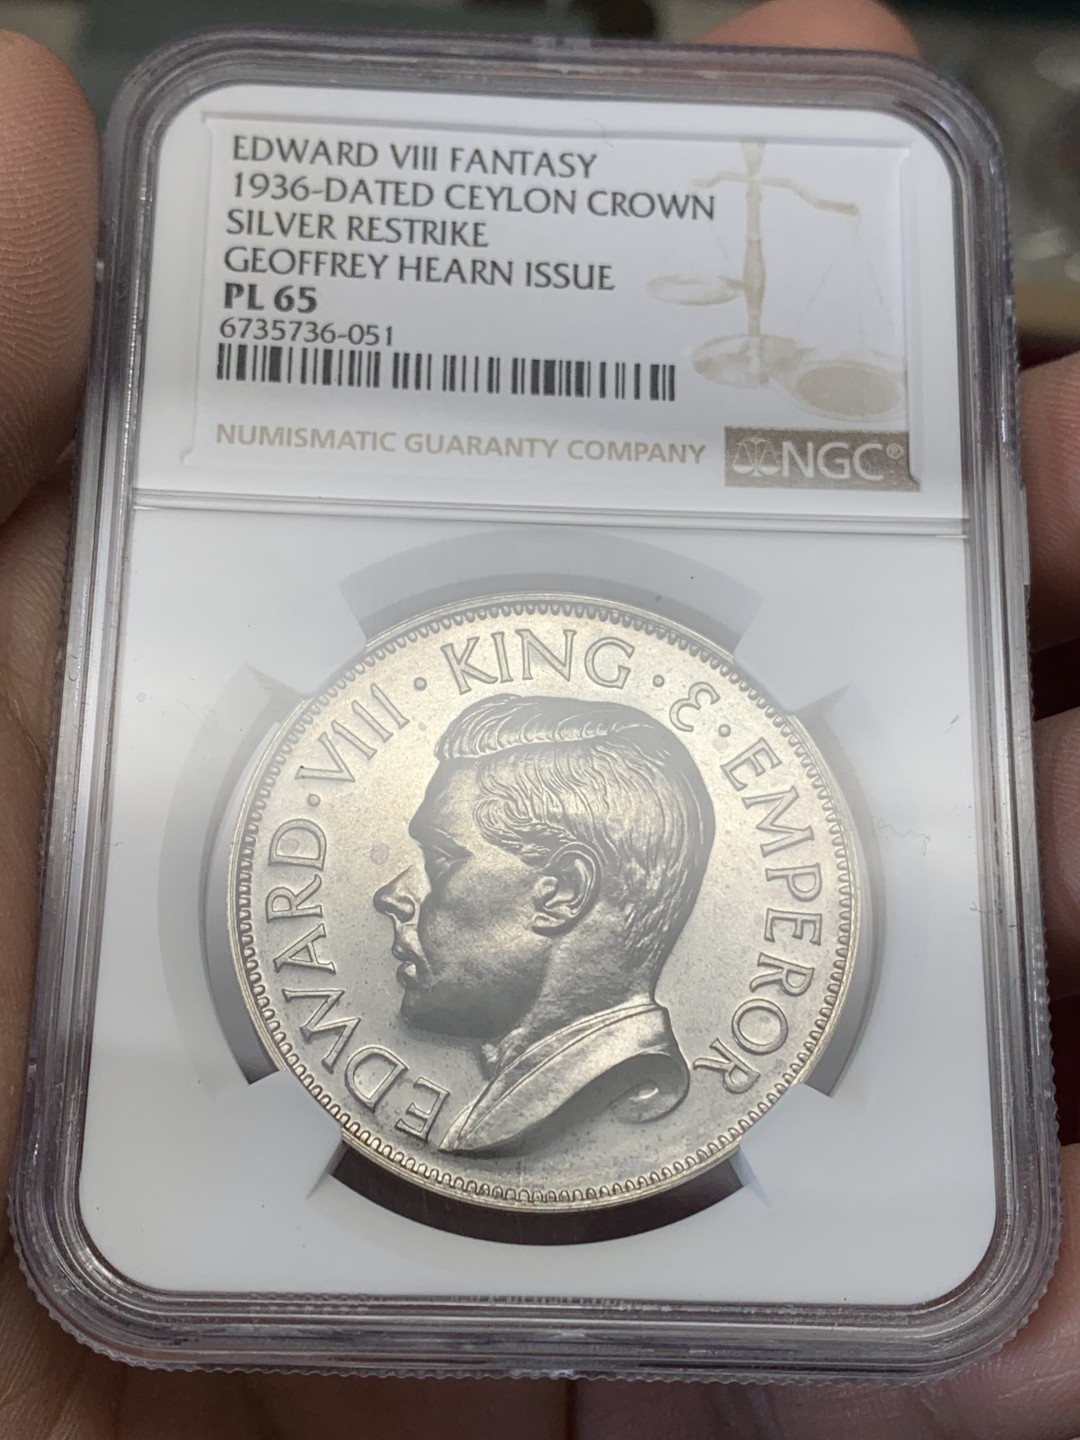 EDWARD VIII FANTASY
1936-DATED CEYLON CROWN
SILVER RESTRIKE
GEOFFREY HEARN ISSUE
PL 65
6735736-051
NUMISMATIC GUARANTY COMPANY
NGC®
EDWARD · VIII · KING · & · EMPEROR